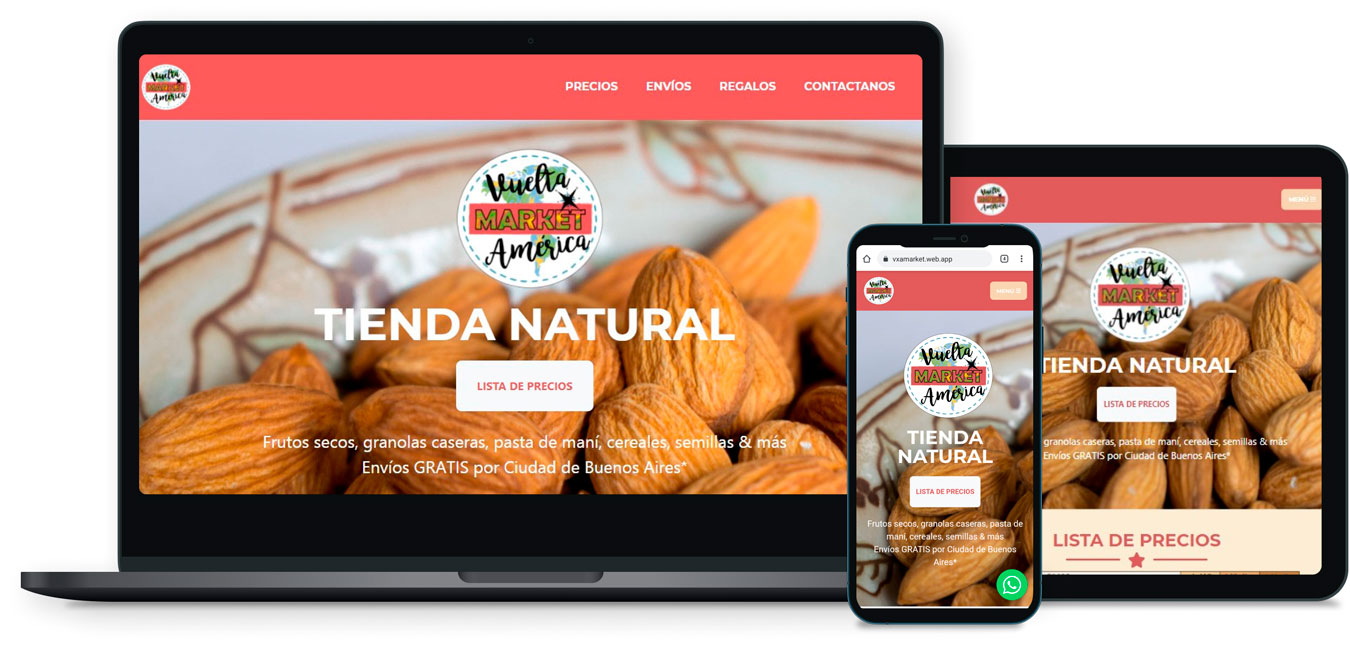 Vuelta
MARKET
América
PRECIOS ENVÍOS REGALOS CONTACTANOS
Vuelta
MARKET
América
TIENDA NATURAL
LISTA DE PRECIOS
Frutos secos, granolas caseras, pasta de maní, cereales, semillas & más
Envíos GRATIS por Ciudad de Buenos Aires*
vxamarket.web.app
4
Vuelta
MARKET
América
MENÚ
Vuelta
MARKET
América
TIENDA
NATURAL
LISTA DE PRECIOS
Frutos secos, granolas caseras, pasta de
maní, cereales, semillas & más
Envíos GRATIS por Ciudad de Buenos
Aires*
Vuelta
MARKET
América
MENÚ
Vuelta
MARKET
América
TIENDA NATURAL
LISTA DE PRECIOS
granolas caseras, pasta de maní, cereales, semillas & más
Envíos GRATIS por Ciudad de Buenos Aires*
LISTA DE PRECIOS